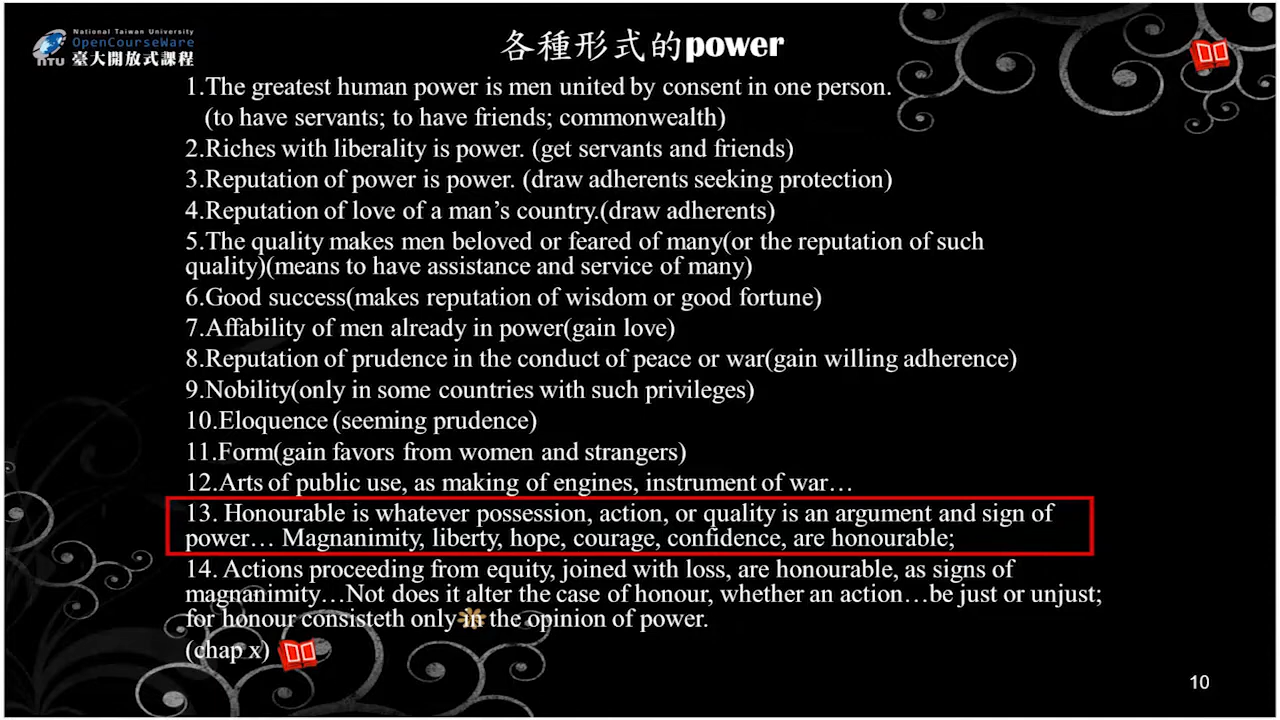 National Taiwan University
OpenCourseWare
NTU 臺大開放式課程
各種形式的power
1.The greatest human power is men united by consent in one person.
(to have servants; to have friends; commonwealth)
2.Riches with liberality is power. (get servants and friends)
3.Reputation of power is power. (draw adherents seeking protection)
4.Reputation of love of a man’s country.(draw adherents)
5.The quality makes men beloved or feared of many(or the reputation of such
quality)(means to have assistance and service of many)
6.Good success(makes reputation of wisdom or good fortune)
7.Affability of men already in power(gain love)
8.Reputation of prudence in the conduct of peace or war(gain willing adherence)
9.Nobility(only in some countries with such privileges)
10.Eloquence (seeming prudence)
11.Form(gain favors from women and strangers)
12.Arts of public use, as making of engines, instrument of war…
13. Honourable is whatever possession, action, or quality is an argument and sign of
power… Magnanimity, liberty, hope, courage, confidence, are honourable;
14. Actions proceeding from equity, joined with loss, are honourable, as signs of
magnanimity…Not does it alter the case of honour, whether an action…be just or unjust;
for honour consisteth only in the opinion of power.
(chap x)
10